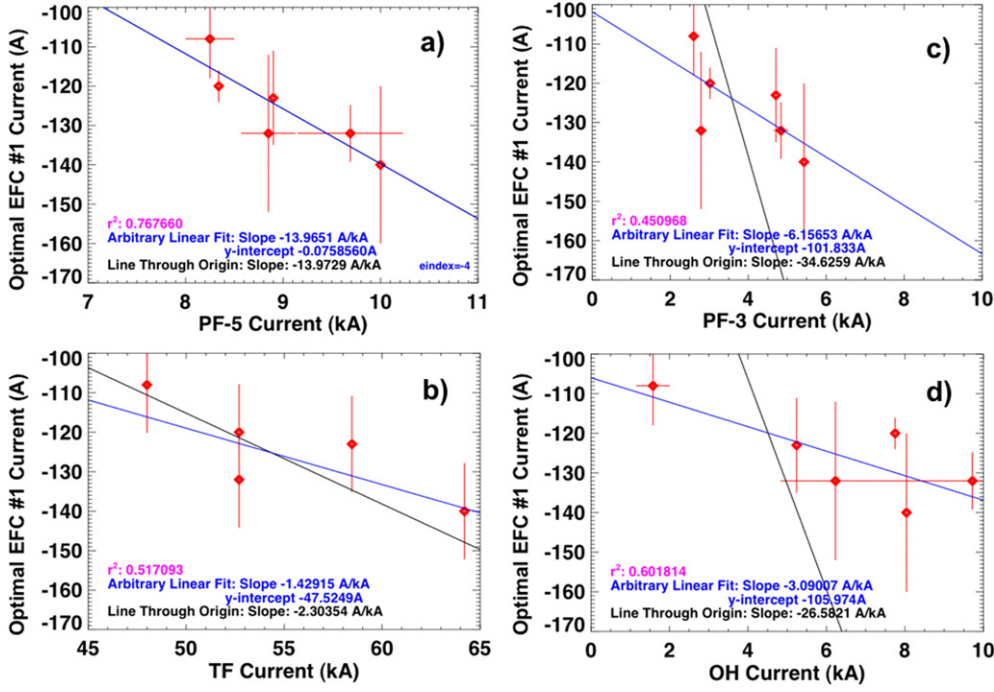 a)
Optimal EFC #1 Current (A)
-100
-110
-120
-130
-140
-150
-160
-170
r²: 0.767660
Arbitrary Linear Fit: Slope -13.9651 A/kA
y-intercept -0.0758560A
Line Through Origin: Slope: -13.9729 A/kA
eindex=-4
7 8 9 10 11
PF-5 Current (kA)
c)
Optimal EFC #1 Current (A)
-100
-110
-120
-130
-140
-150
-160
-170
r²: 0.450968
Arbitrary Linear Fit: Slope -6.15653 A/kA
y-intercept -101.833A
Line Through Origin: Slope: -34.6259 A/kA
0 2 4 6 8 10
PF-3 Current (kA)
b)
Optimal EFC #1 Current (A)
-100
-110
-120
-130
-140
-150
-160
-170
r²: 0.517093
Arbitrary Linear Fit: Slope -1.42915 A/kA
y-intercept -47.5249A
Line Through Origin: Slope: -2.30354 A/kA
45 50 55 60 65
TF Current (kA)
d)
Optimal EFC #1 Current (A)
-100
-110
-120
-130
-140
-150
-160
-170
r²: 0.601814
Arbitrary Linear Fit: Slope -3.09007 A/kA
y-intercept -105.974A
Line Through Origin: Slope: -26.5821 A/kA
0 2 4 6 8 10
OH Current (kA)